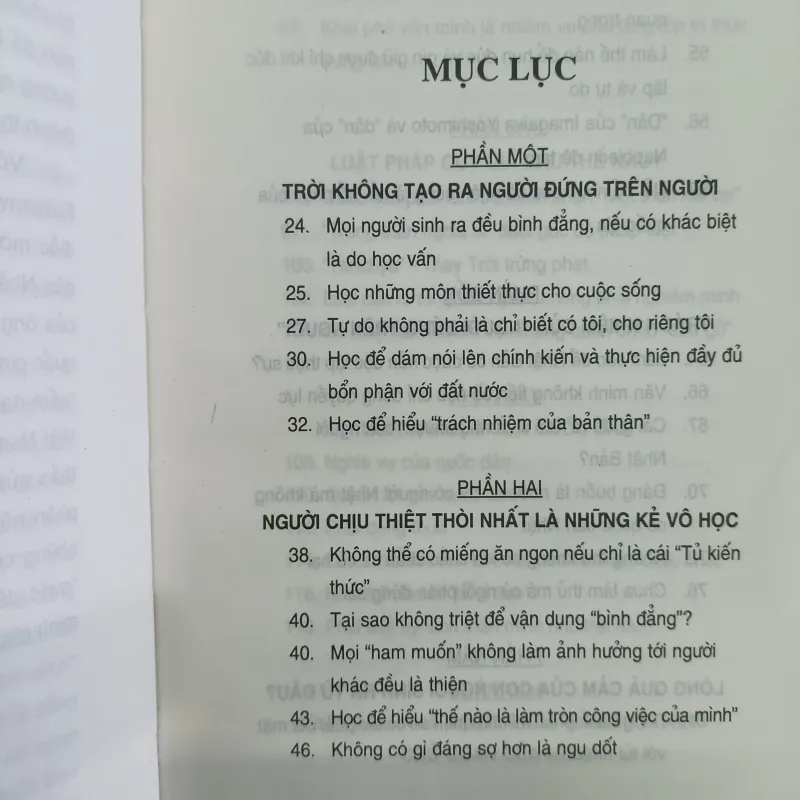 MỤC LỤC
PHẦN MỘT
TRỜI KHÔNG TẠO RA NGƯỜI ĐỨNG TRÊN NGƯỜI
24. Mọi người sinh ra đều bình đẳng, nếu có khác biệt
là do học vấn
25. Học những môn thiết thực cho cuộc sống
27. Tự do không phải là chỉ biết có tôi, cho riêng tôi
30. Học để dám nói lên chính kiến và thực hiện đầy đủ
bổn phận với đất nước
32. Học để hiểu “trách nhiệm của bản thân”
PHẦN HAI
NGƯỜI CHỊU THIỆT THÒI NHẤT LÀ NHỮNG KẺ VÔ HỌC
38. Không thể có miếng ăn ngon nếu chỉ là cái “Tủ kiến
thức”
40. Tại sao không triệt để vận dụng “bình đẳng”?
40. Mọi “ham muốn” không làm ảnh hưởng tới người
khác đều là thiện
43. Học để hiểu “thế nào là làm tròn công việc của mình”
46. Không có gì đáng sợ hơn là ngu dốt